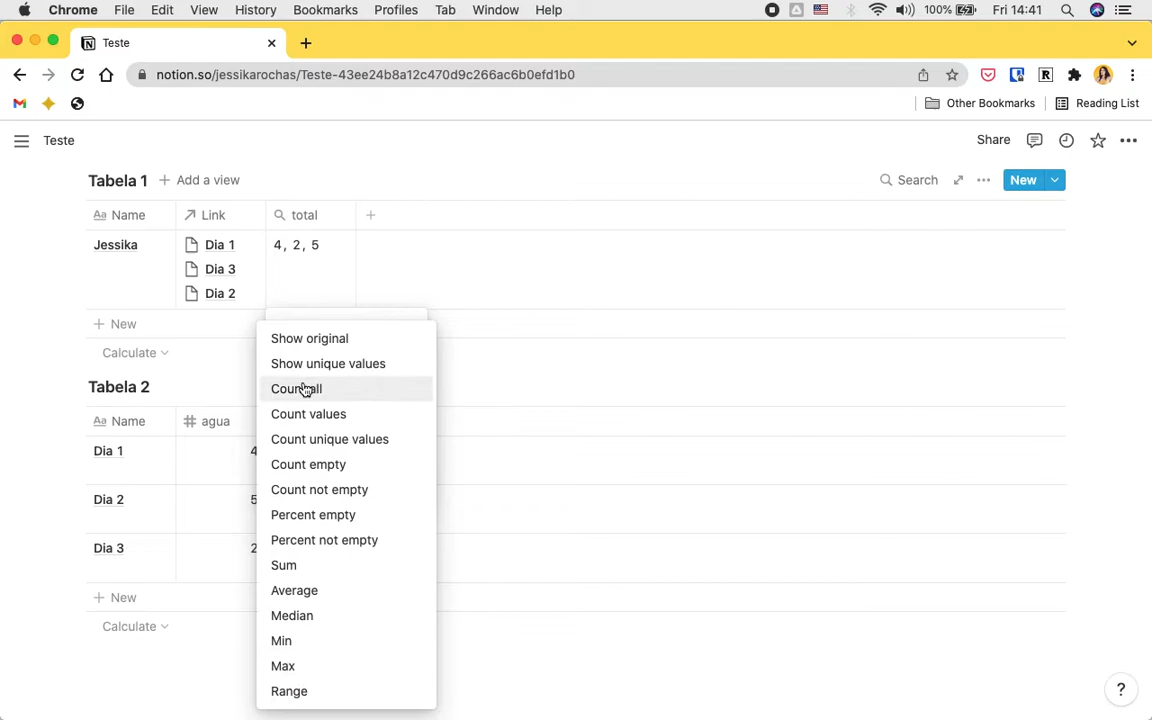 Chrome File Edit View History Bookmarks Profiles Tab Window Help 100% Fri 14:41
Teste
notion.so/jessikarochas/Teste-43ee24b8a12c470d9c266ac6b0efd1b0
Other Bookmarks Reading List
Teste Share
Tabela 1 Add a view Search New
Aa Name Link total
Jessika Dia 1 4, 2, 5
Dia 3
Dia 2
New
Calculate
Tabela 2
Aa Name # agua
Dia 1 4
Dia 2 5
Dia 3 2
New
Calculate
Show original
Show unique values
Count all
Count values
Count unique values
Count empty
Count not empty
Percent empty
Percent not empty
Sum
Average
Median
Min
Max
Range
?